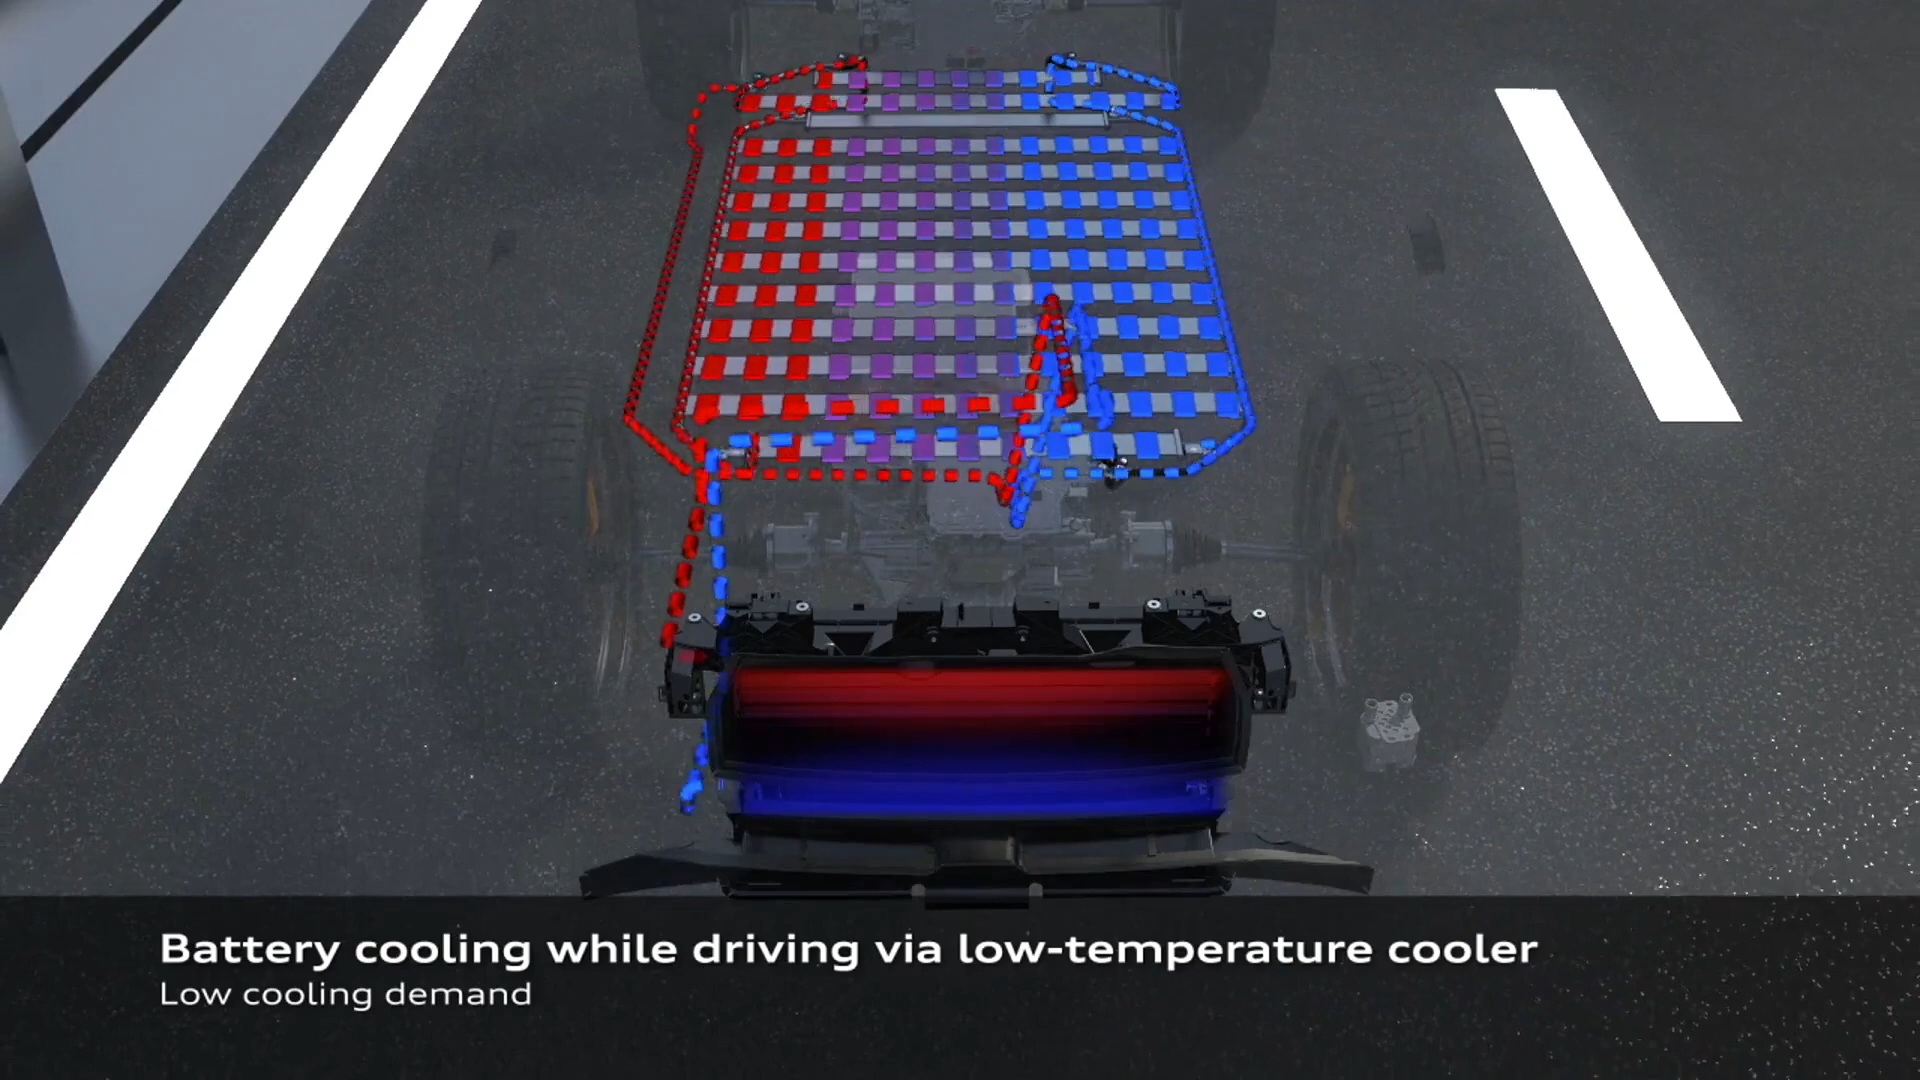 Battery cooling while driving via low-temperature cooler
Low cooling demand